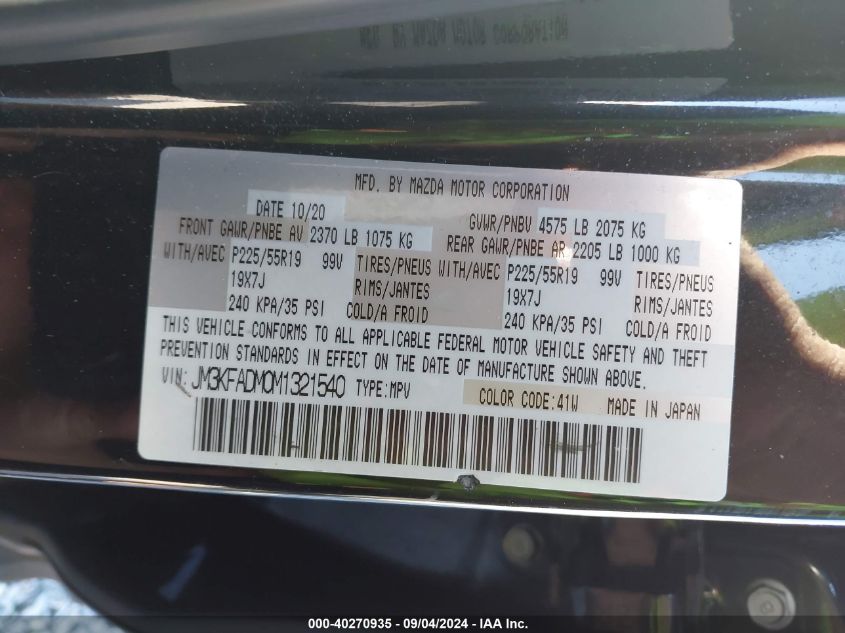 MFD. BY MAZDA MOTOR CORPORATION
DATE 10/20 GVWR/PNBV 4575 LB 2075 KG
FRONT GAWR/PNBE AV 2370 LB 1075 KG REAR GAWR/PNBE AR 2205 LB 1000 KG
WITH/AVEC P225/55R19 99V TIRES/PNEUS WITH/AVEC P225/55R19 99V TIRES/PNEUS
19X7J RIMS/JANTES 19X7J RIMS/JANTES
240 KPA/35 PSI COLD/A FROID 240 KPA/35 PSI COLD/A FROID
THIS VEHICLE CONFORMS TO ALL APPLICABLE FEDERAL MOTOR VEHICLE SAFETY AND THEFT
PREVENTION STANDARDS IN EFFECT ON THE DATE OF MANUFACTURE SHOWN ABOVE.
VIN: JM3KFADM0M1321540 TYPE:MPV COLOR CODE:41W MADE IN JAPAN
000-40270935 - 09/04/2024 - IAA Inc.